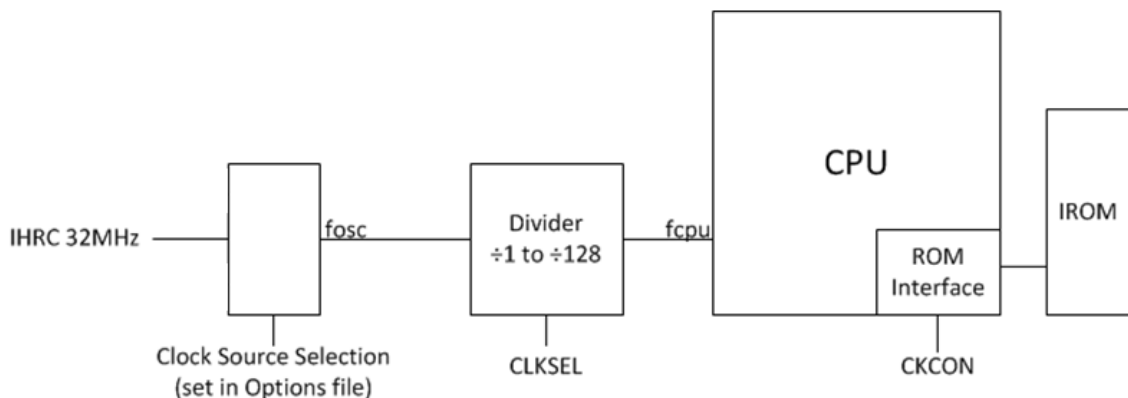 CPU
IROM
IHRC 32MHz
fosc
Divider
÷1 to ÷128
fcpu
ROM
Interface
Clock Source Selection
(set in Options file)
CLKSEL
CKCON